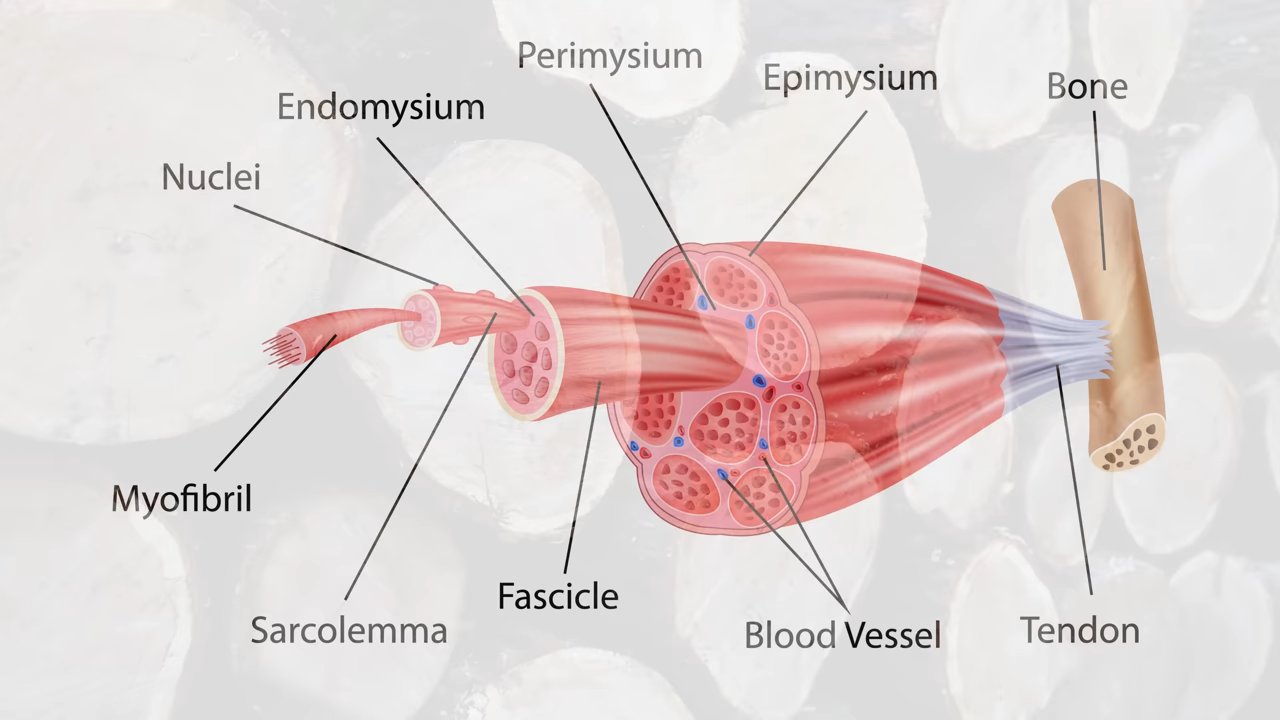 Perimysium
Epimysium
Bone
Endomysium
Nuclei
Myofibril
Fascicle
Sarcolemma
Blood Vessel
Tendon